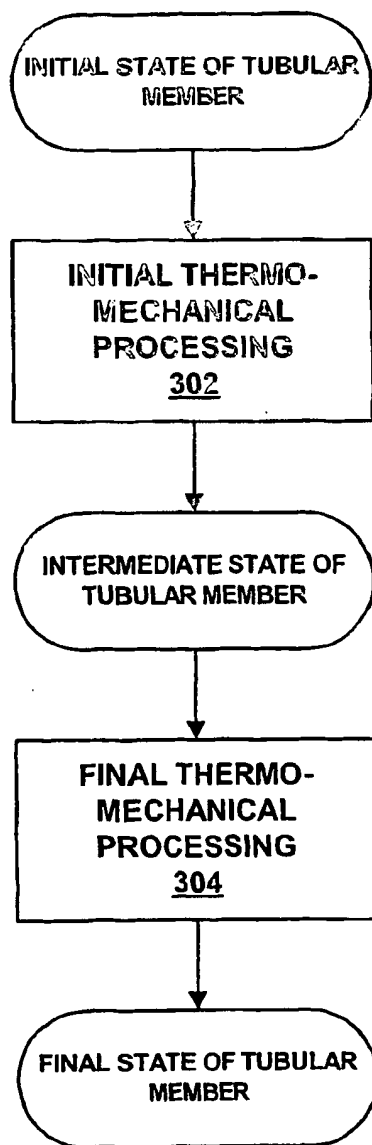 INITIAL STATE OF TUBULAR
MEMBER
INITIAL THERMO-
MECHANICAL
PROCESSING
302
INTERMEDIATE STATE OF
TUBULAR MEMBER
FINAL THERMO-
MECHANICAL
PROCESSING
304
FINAL STATE OF TUBULAR
MEMBER